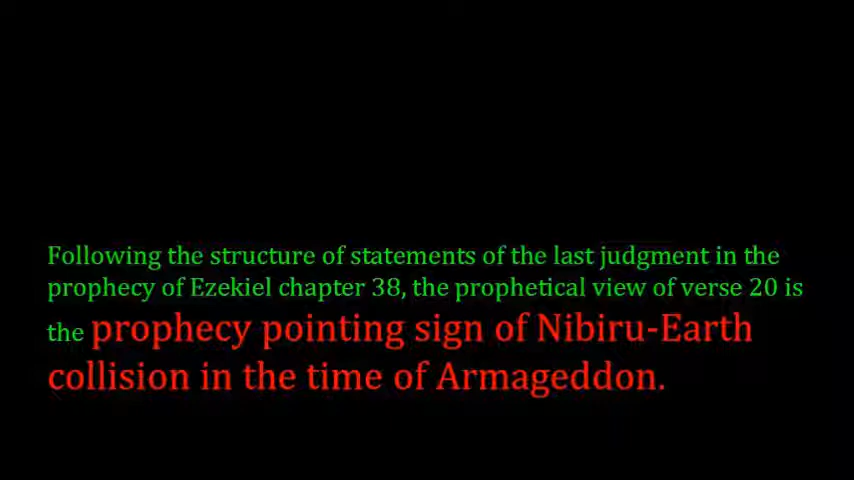 Following the structure of statements of the last judgment in the
prophecy of Ezekiel chapter 38, the prophetical view of verse 20 is
the prophecy pointing sign of Nibiru-Earth
collision in the time of Armageddon.